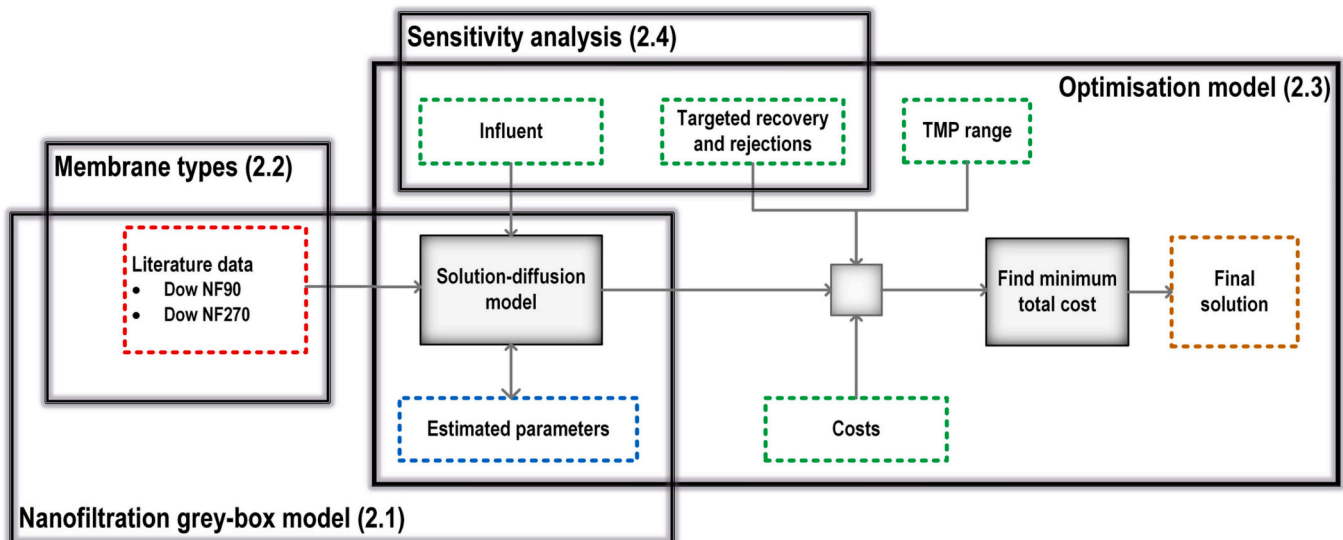 Sensitivity analysis (2.4)
Optimisation model (2.3)
Influent
Targeted recovery
and rejections
TMP range
Membrane types (2.2)
Literature data
• Dow NF90
• Dow NF270
Solution-diffusion
model
Find minimum
total cost
Final
solution
Estimated parameters
Costs
Nanofiltration grey-box model (2.1)